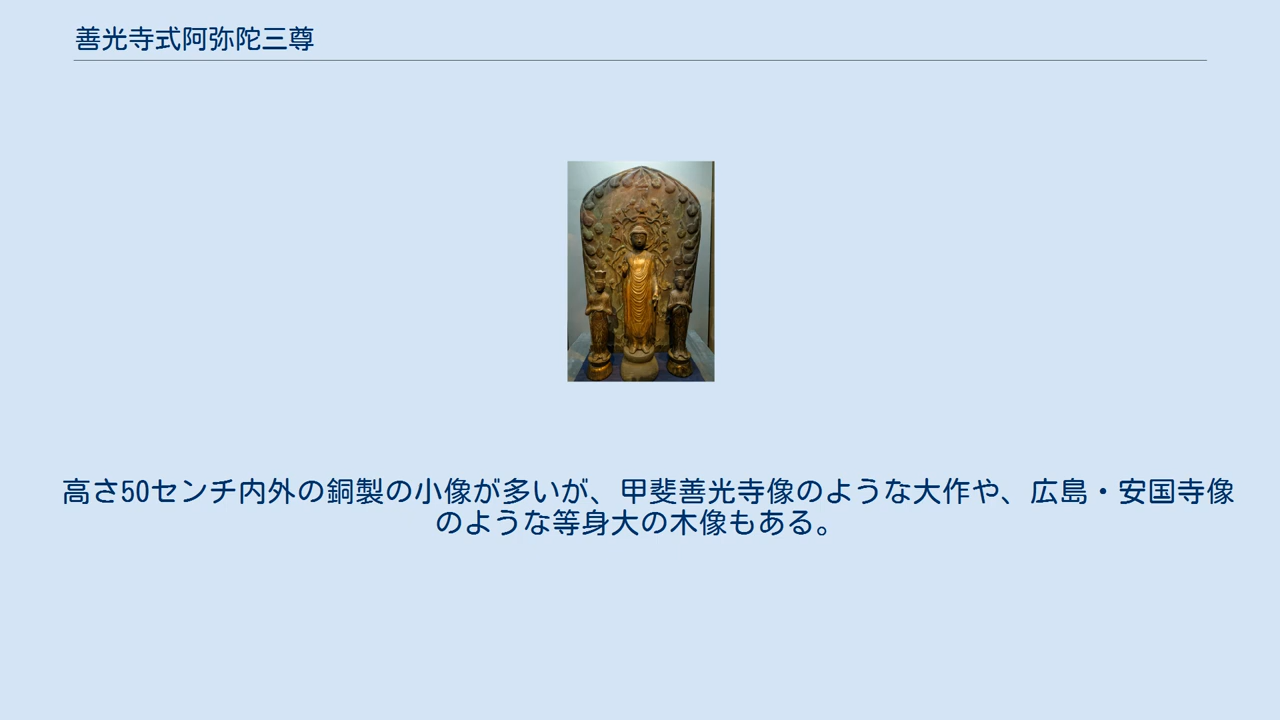 善光寺式阿弥陀三尊
高さ50センチ内外の銅製の小像が多いが、甲斐善光寺像のような大作や、広島・安国寺像
のような等身大の木像もある。